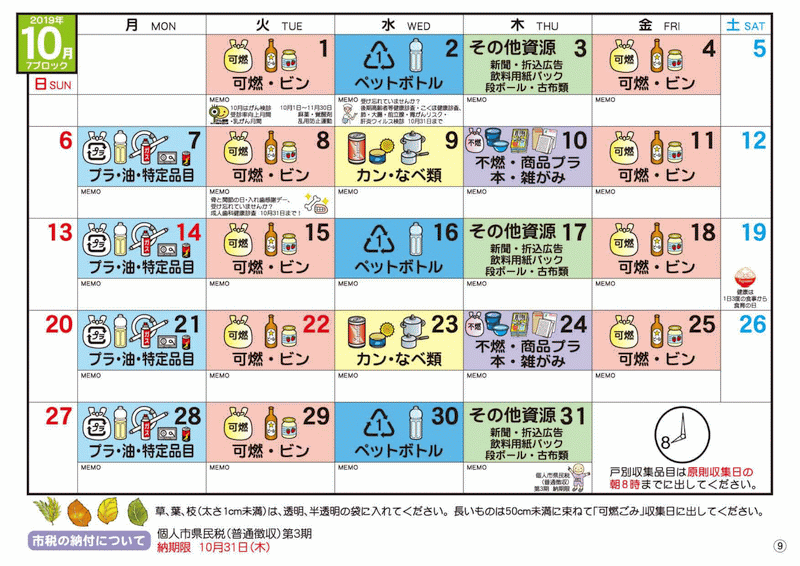 2019年
10月
7ブロック
月 MON
火 TUE
水 WED
木 THU
金 FRI
土 SAT
日 SUN
可燃
1
可燃・ビン
MEMO
10月はがん検診
受診率向上月間
・乳がん月間
10月1日〜11月30日
麻薬・覚醒剤
乱用防止運動
1
2
ペットボトル
MEMO
受け忘れていませんか?
後期高齢者等健康診査・こくほ健康診査、
肺・大腸・前立腺・胃がんリスク・
肝炎ウィルス検診 10月31日まで
その他資源 3
新聞・折込広告
飲料用紙パック
段ボール・古布類
MEMO
可燃
4
可燃・ビン
MEMO
5
6
プラ
7
プラ・油・特定品目
MEMO
可燃
8
可燃・ビン
MEMO
骨と関節の日・入れ歯感謝デー、
受け忘れていませんか?
成人歯科健康診査 10月31日まで!
9
カン・なべ類
MEMO
不燃
10
不燃・商品プラ
本・雑がみ
MEMO
可燃
11
可燃・ビン
MEMO
12
13
プラ
14
プラ・油・特定品目
MEMO
可燃
15
可燃・ビン
MEMO
1
16
ペットボトル
MEMO
その他資源 17
新聞・折込広告
飲料用紙パック
段ボール・古布類
MEMO
可燃
18
可燃・ビン
MEMO
19
健康は
1日3度の食事から
食育の日
20
プラ
21
プラ・油・特定品目
MEMO
可燃
22
可燃・ビン
MEMO
23
カン・なべ類
MEMO
不燃
24
不燃・商品プラ
本・雑がみ
MEMO
可燃
25
可燃・ビン
MEMO
26
27
プラ
28
プラ・油・特定品目
MEMO
可燃
29
可燃・ビン
MEMO
1
30
ペットボトル
MEMO
その他資源 31
新聞・折込広告
飲料用紙パック
段ボール・古布類
MEMO
個人市県民税
(普通徴収)
第3期 納期限
8
戸別収集品目は原則収集日の
朝8時までに出してください。
草、葉、枝(太さ1cm未満)は、透明、半透明の袋に入れてください。長いものは50cm未満に束ねて「可燃ごみ」収集日に出してください。
市税の納付について
個人市県民税(普通徴収)第3期
納期限 10月31日(木)
9